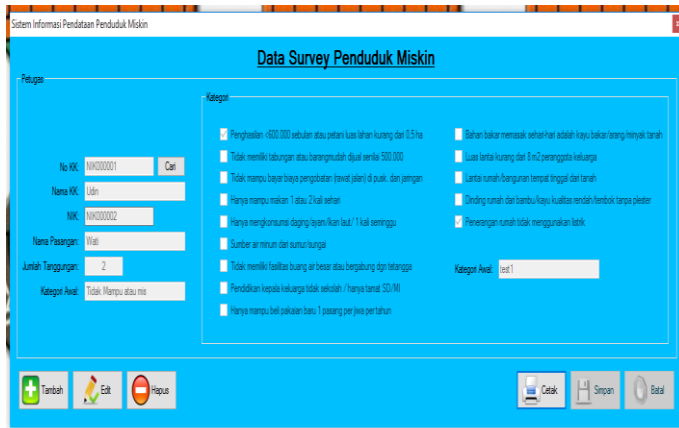 Sistem Informasi Pendataan Penduduk Miskin
x
Data Survey Penduduk Miskin
Petugas
No KK: NIK000001 Cari
Nama KK: Udin
NIK: NIK000002
Nama Pasangan: Wati
Jumlah Tanggungan: 2
Kategori Awal: Tidak Mampu atau mis
Kategori
Penghasilan <600.000 sebulan atau petani luas lahan kurang dari 0,5 ha
Tidak memiliki tabungan atau barangmudah dijual senilai 500.000
Tidak mampu bayar biaya pengobatan (rawat jalan) di pusk. dan jaringan
Hanya mampu makan 1 atau 2 kali sehari
Hanya mengkonsumsi daging/ayam/ikan laut/ 1 kali seminggu
Sumber air minum dari sumur/sungai
Tidak memiliki fasilitas buang air besar atau bergabung dgn tetangga
Pendidikan kepala keluarga tidak sekolah / hanya tamat SD/MI
Hanya mampu beli pakaian baru 1 pasang per jiwa per tahun
Bahan bakar memasak sehari-hari adalah kayu bakar/arang/minyak tanah
Luas lantai kurang dari 8 m2 peranggota keluarga
Lantai rumah/bangunan tempat tinggal dari tanah
Dinding rumah dari bambu/kayu kualitas rendah/tembok tanpa plester
Penerangan rumah tidak menggunakan listrik
Kategori Awal: test1
Tambah
Edit
Hapus
Cetak
Simpan
Batal